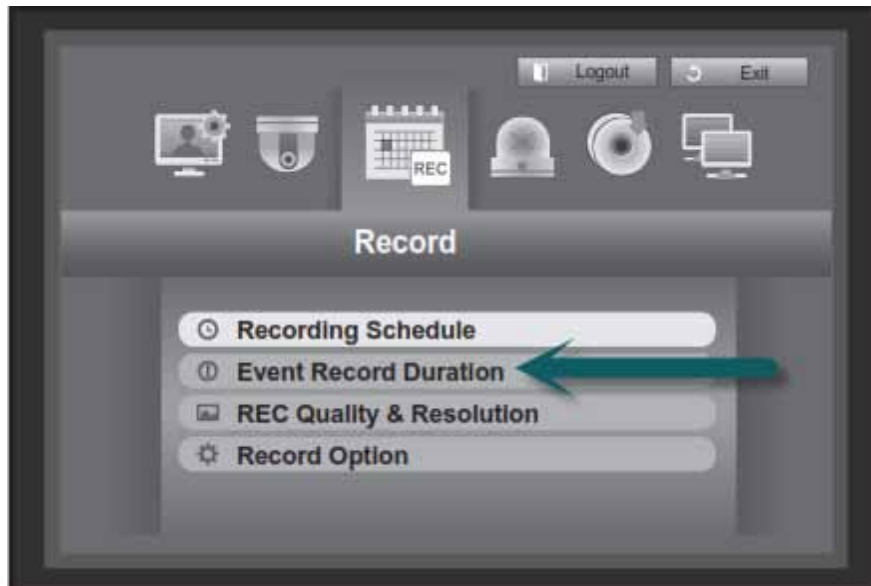 Logout
Exit
REC
Record
Recording Schedule
Event Record Duration
REC Quality & Resolution
Record Option